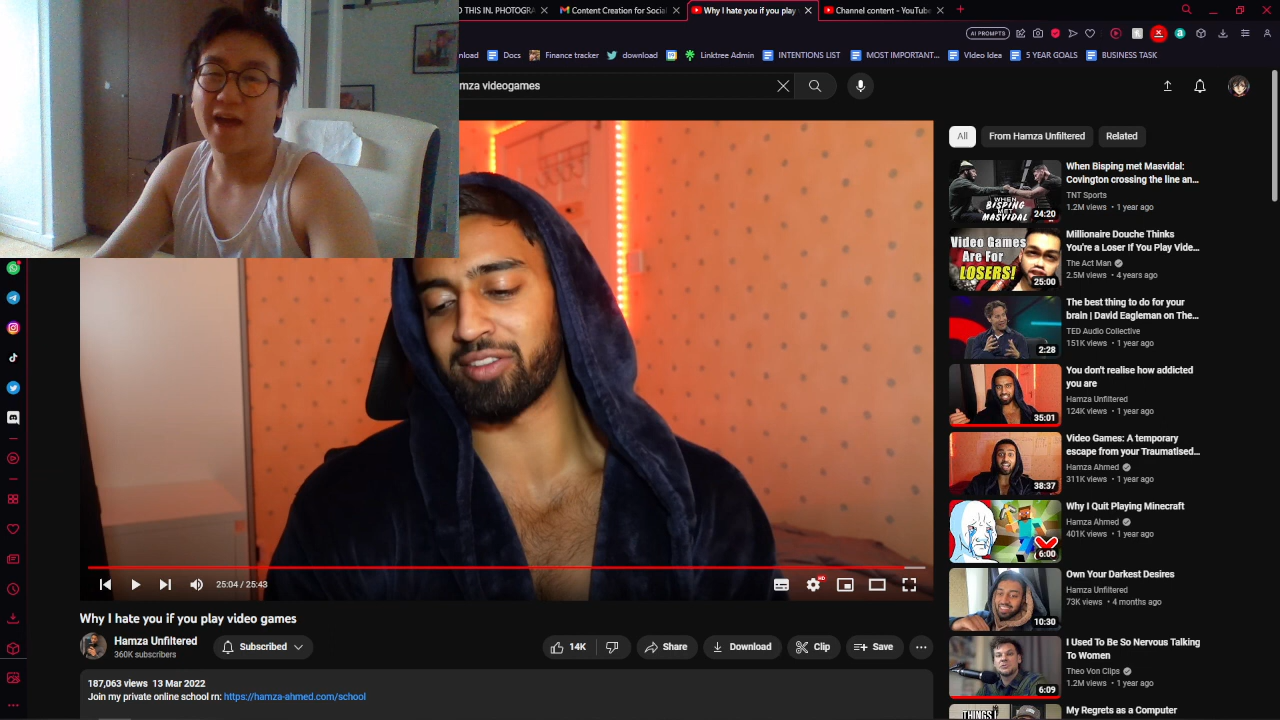 D THIS IN. PHOTOGRA
Content Creation for Social
Why I hate you if you play
Channel content - YouTube
AI PROMPTS
nload
Docs
Finance tracker
download
Linktree Admin
INTENTIONS LIST
MOST IMPORTANT...
VIdeo Idea
5 YEAR GOALS
BUSINESS TASK
mza videogames
All
From Hamza Unfiltered
Related
WHEN
BISPING
MET
MASVIDAL
24:20
When Bisping met Masvidal:
Covington crossing the line an...
TNT Sports
1.2M views • 1 year ago
Video Games
Are For
LOSERS!
25:00
Millionaire Douche Thinks
You're a Loser If You Play Vide...
The Act Man
2.5M views • 4 years ago
2:28
The best thing to do for your
brain | David Eagleman on The...
TED Audio Collective
151K views • 1 year ago
35:01
You don't realise how addicted
you are
Hamza Unfiltered
124K views • 1 year ago
38:37
Video Games: A temporary
escape from your Traumatised...
Hamza Ahmed
311K views • 1 year ago
6:00
Why I Quit Playing Minecraft
Hamza Ahmed
401K views • 1 year ago
10:30
Own Your Darkest Desires
Hamza Unfiltered
73K views • 4 months ago
6:09
I Used To Be So Nervous Talking
To Women
Theo Von Clips
1.2M views • 1 year ago
THINGS I
My Regrets as a Computer
25:04 / 25:43
HD
Why I hate you if you play video games
Hamza Unfiltered
360K subscribers
Subscribed
14K
Share
Download
Clip
Save
187,063 views 13 Mar 2022
Join my private online school rn: https://hamza-ahmed.com/school